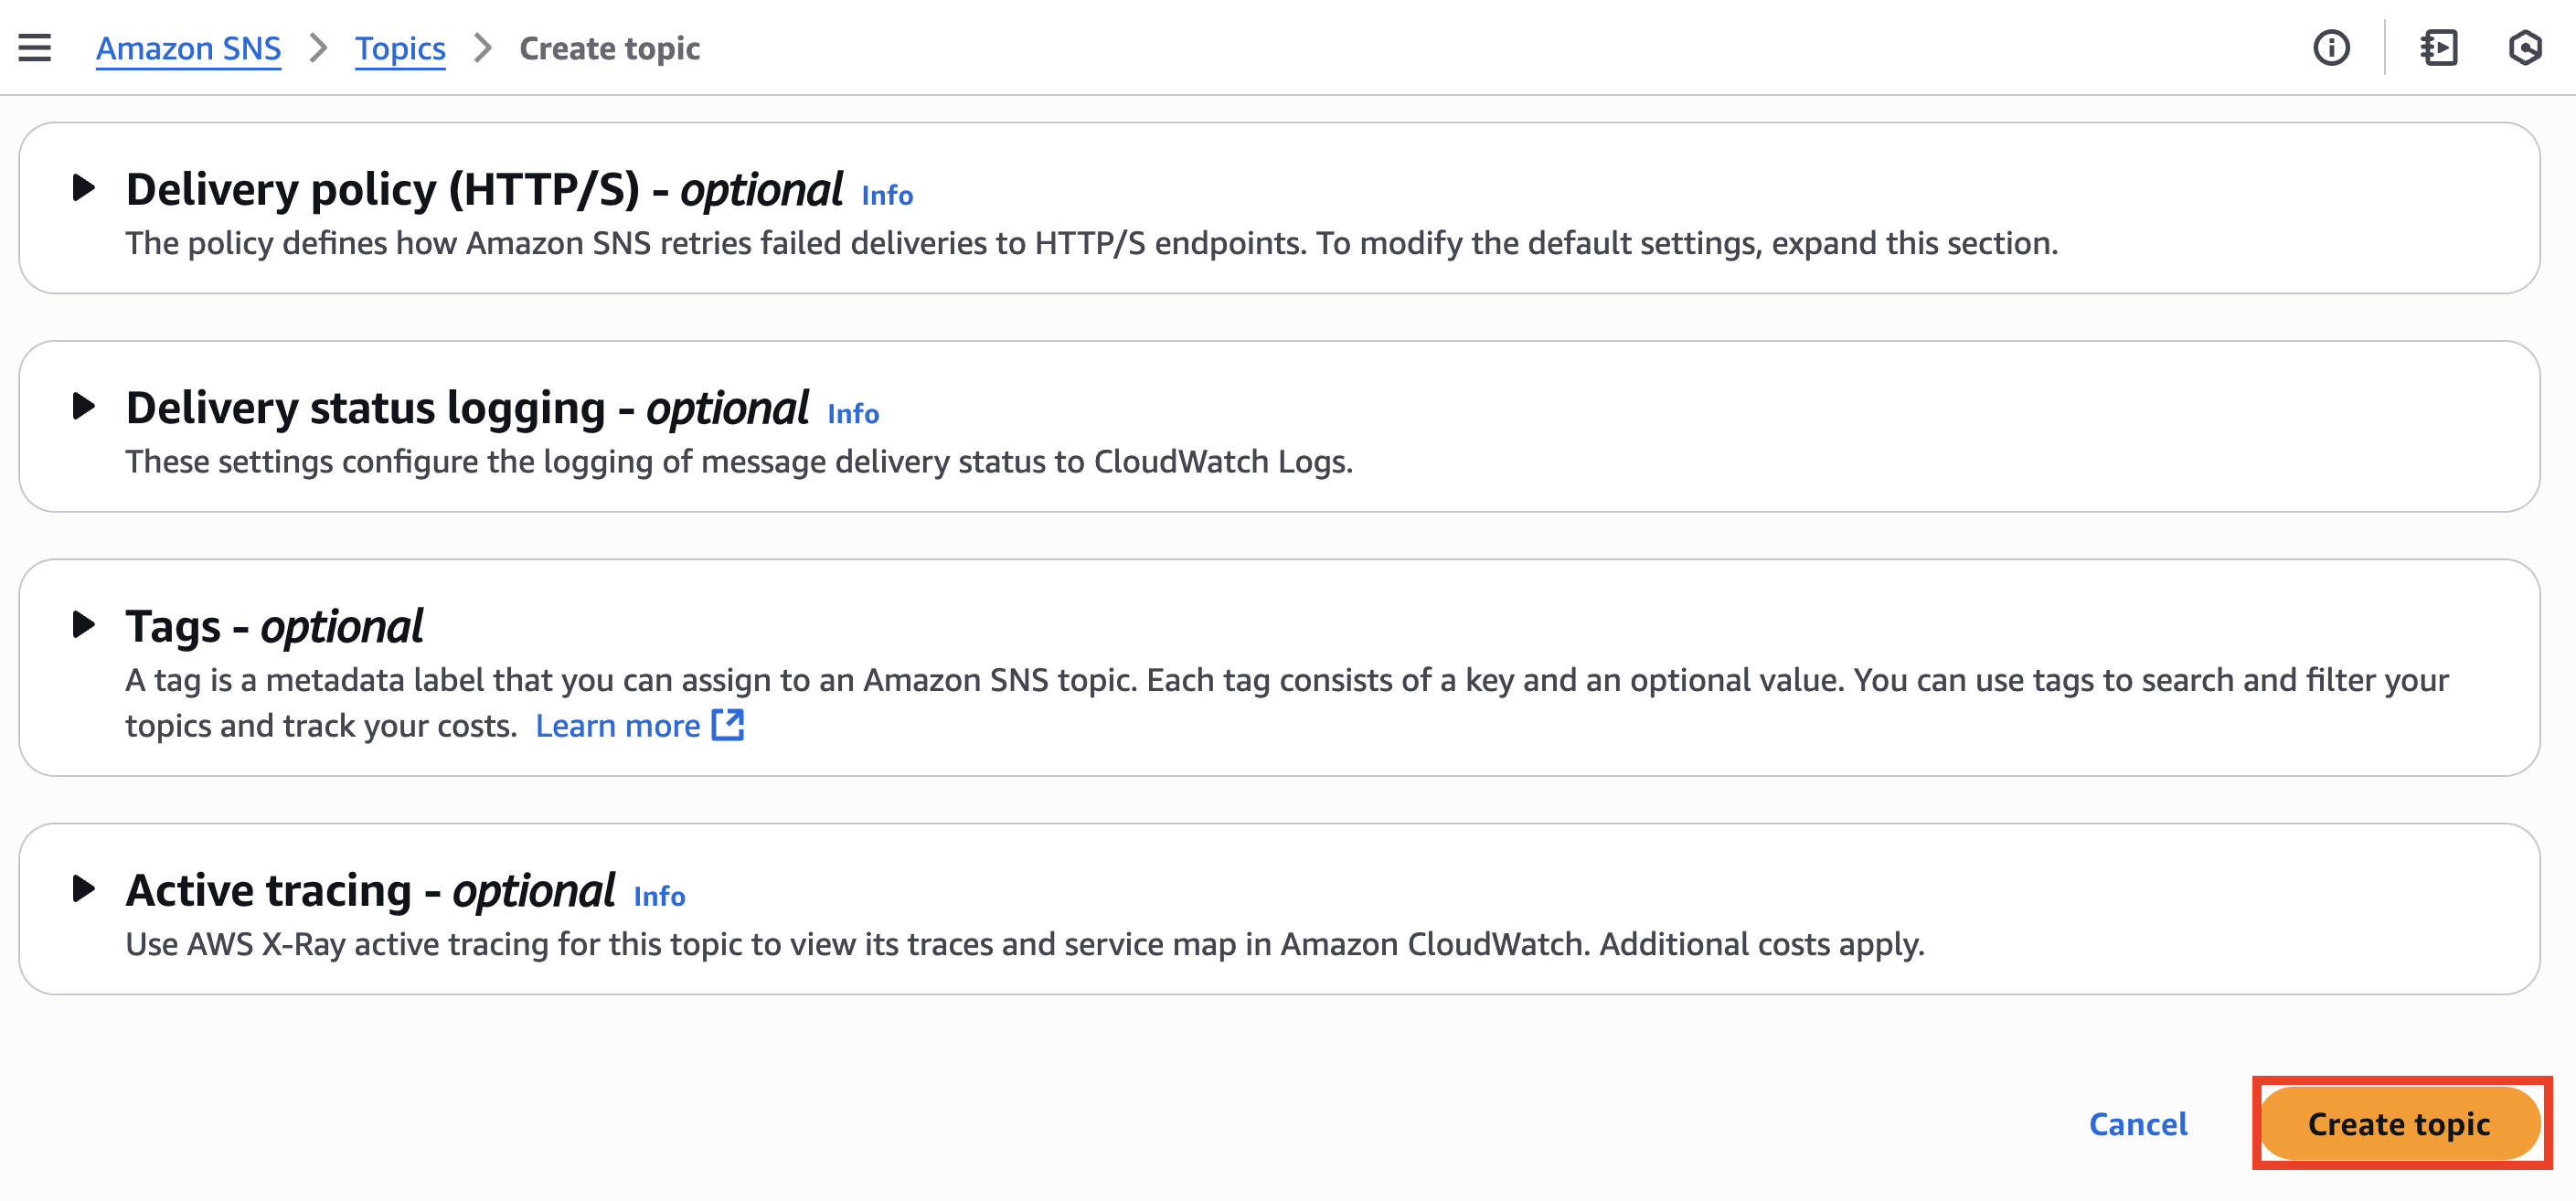 Amazon SNS > Topics > Create topic
Delivery policy (HTTP/S) - optional Info
The policy defines how Amazon SNS retries failed deliveries to HTTP/S endpoints. To modify the default settings, expand this section.
Delivery status logging - optional Info
These settings configure the logging of message delivery status to CloudWatch Logs.
Tags - optional
A tag is a metadata label that you can assign to an Amazon SNS topic. Each tag consists of a key and an optional value. You can use tags to search and filter your
topics and track your costs. Learn more
Active tracing - optional Info
Use AWS X-Ray active tracing for this topic to view its traces and service map in Amazon CloudWatch. Additional costs apply.
Cancel Create topic